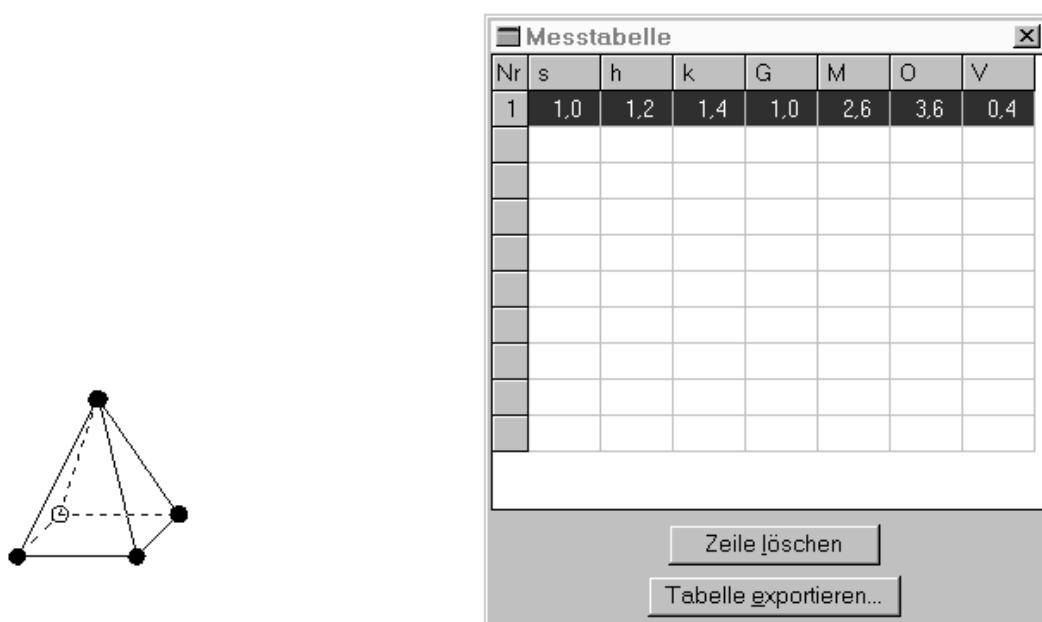 Messtabelle
Nr s h k G M O V
1 1,0 1,2 1,4 1,0 2,6 3,6 0,4
Zeile löschen
Tabelle exportieren...